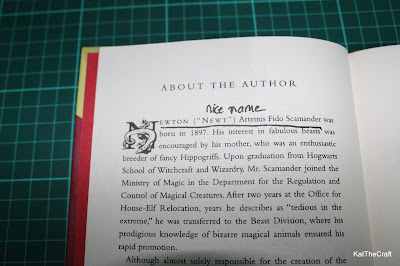 ABOUT THE AUTHOR
nice name
NEWTON ("NEWT") Artemis Fido Scamander was
born in 1897. His interest in fabulous beasts was
encouraged by his mother, who was an enthusiastic
breeder of fancy Hippogriffs. Upon graduation from Hogwarts
School of Witchcraft and Wizardry, Mr. Scamander joined the
Ministry of Magic in the Department for the Regulation and
Control of Magical Creatures. After two years at the Office for
House-Elf Relocation, years he describes as "tedious in the
extreme," he was transferred to the Beast Division, where his
prodigious knowledge of bizarre magical animals ensured his
rapid promotion.
Although almost solely responsible for the creation of the
KatTheCraft